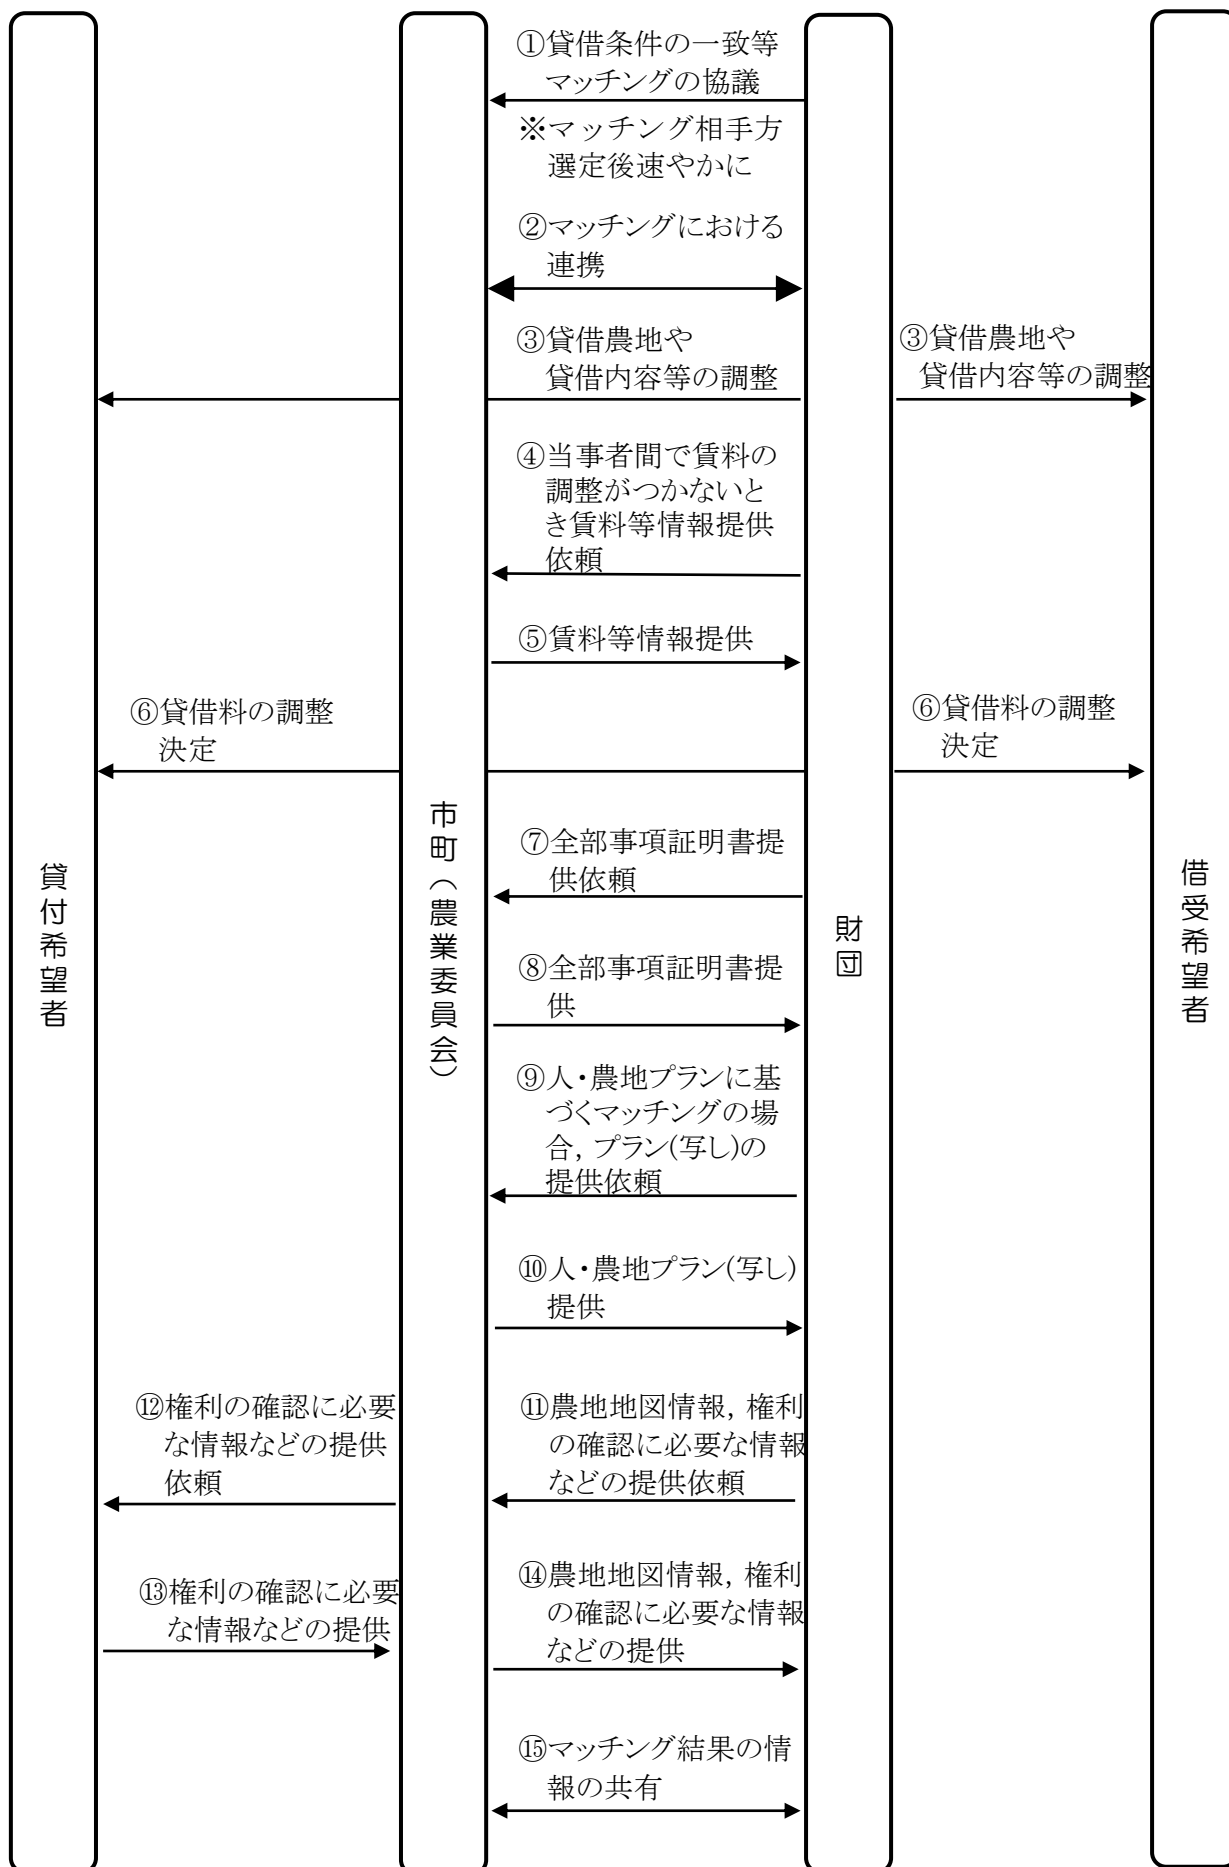 ①貸借条件の一致等
マッチングの協議
※マッチング相手方
選定後速やかに
②マッチングにおける
連携
③貸借農地や
貸借内容等の調整
③貸借農地や
貸借内容等の調整
④当事者間で賃料の
調整がつかないと
き賃料等情報提供
依頼
⑤賃料等情報提供
⑥貸借料の調整
決定
⑥貸借料の調整
決定
⑦全部事項証明書提
供依頼
⑧全部事項証明書提
供
⑨人・農地プランに基
づくマッチングの場
合，プラン(写し)の
提供依頼
⑩人・農地プラン(写し)
提供
⑫権利の確認に必要
な情報などの提供
依頼
⑪農地地図情報，権利
の確認に必要な情報
などの提供依頼
⑬権利の確認に必要
な情報などの提供
⑭農地地図情報，権利
の確認に必要な情報
などの提供
⑮マッチング結果の情
報の共有
貸付希望者
市町（農業委員会）
財団
借受希望者